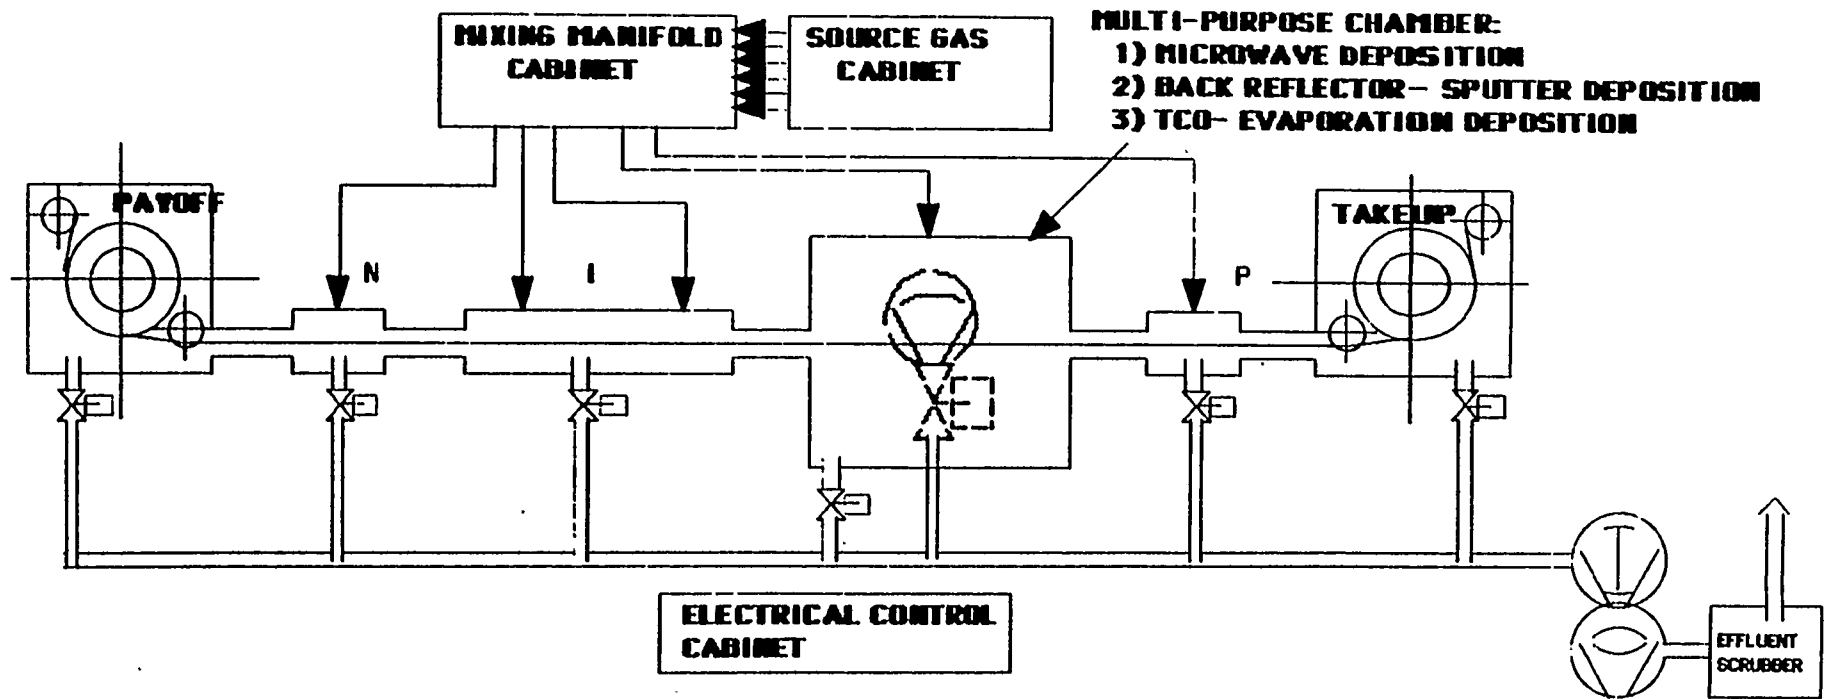 MIXING MANIFOLD
CABINET
SOURCE GAS
CABINET
MULTI-PURPOSE CHAMBER:
1) MICROWAVE DEPOSITION
2) BACK REFLECTOR- SPUTTER DEPOSITION
3) TCO- EVAPORATION DEPOSITION
PAYOFF
TAKEUP
N
I
P
ELECTRICAL CONTROL
CABINET
EFFLUENT
SCRUBBER